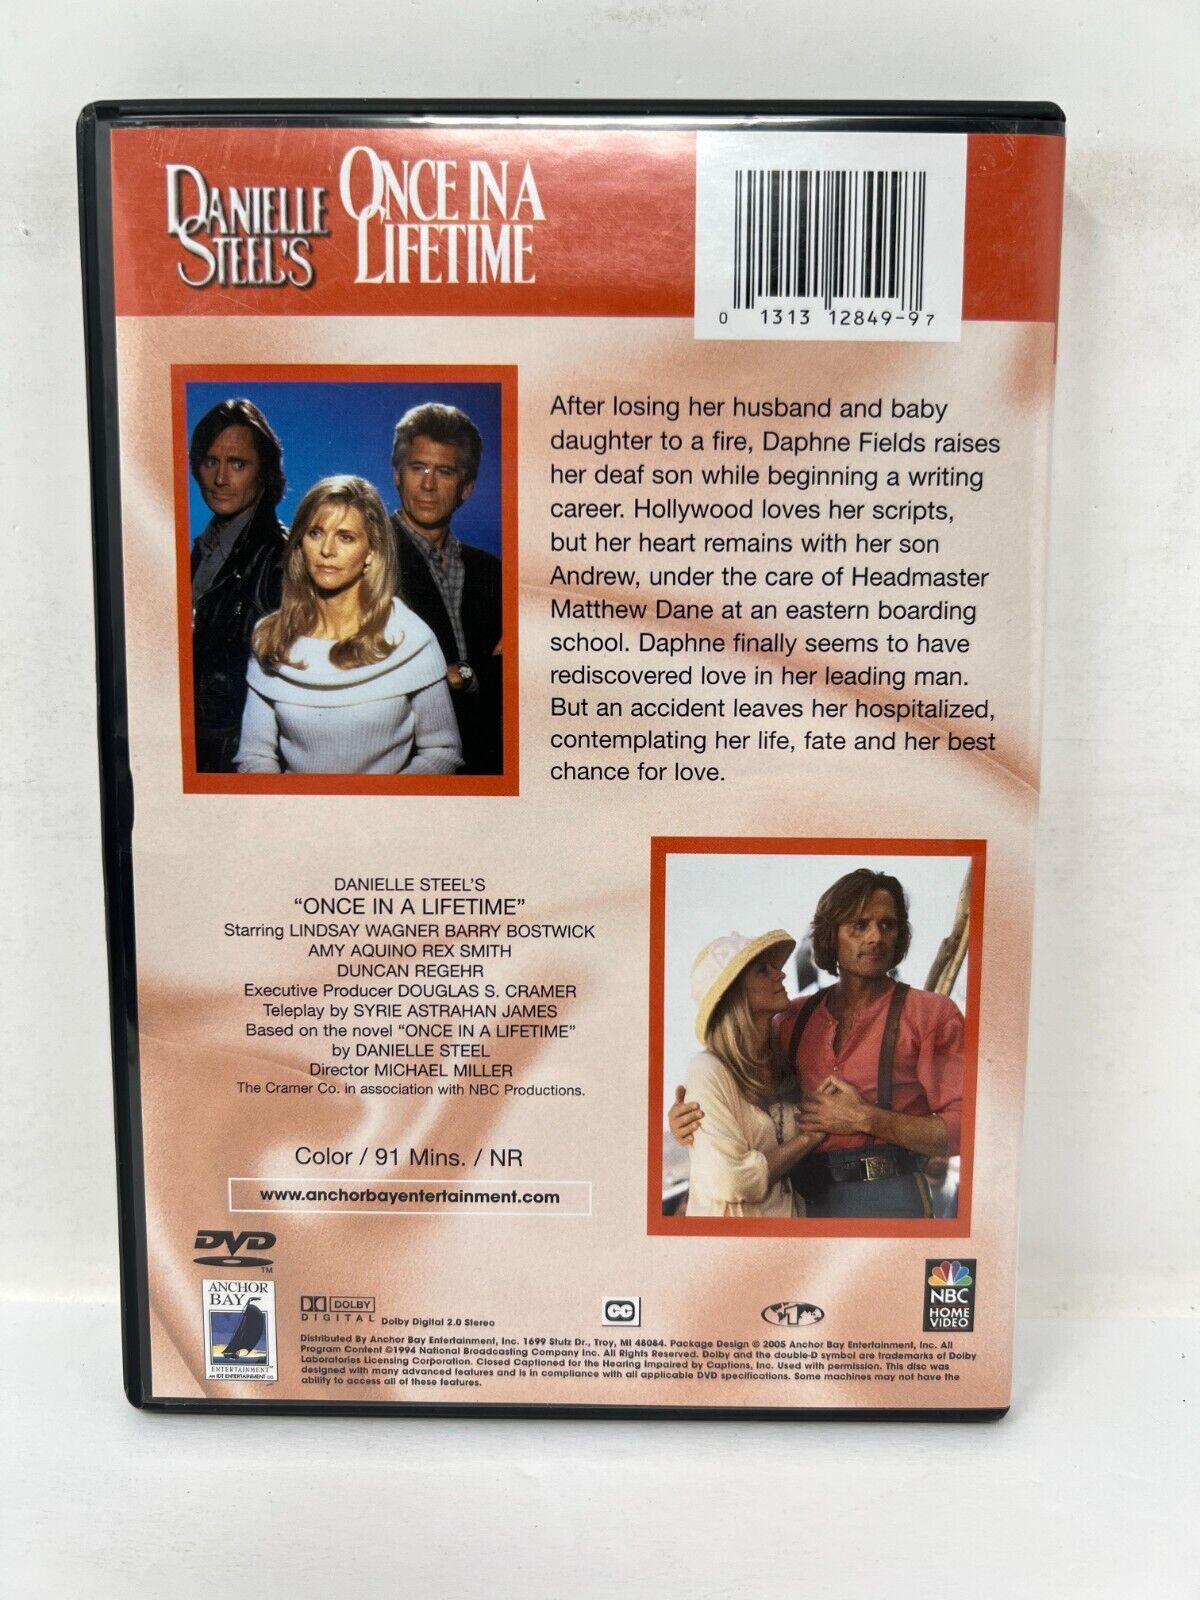 DANIELLE STEEL'S
ONCE IN A LIFETIME
0 1313 12849-9 7
After losing her husband and baby
daughter to a fire, Daphne Fields raises
her deaf son while beginning a writing
career. Hollywood loves her scripts,
but her heart remains with her son
Andrew, under the care of Headmaster
Matthew Dane at an eastern boarding
school. Daphne finally seems to have
rediscovered love in her leading man.
But an accident leaves her hospitalized,
contemplating her life, fate and her best
chance for love.
DANIELLE STEEL'S
"ONCE IN A LIFETIME"
Starring LINDSAY WAGNER BARRY BOSTWICK
AMY AQUINO REX SMITH
DUNCAN REGEHR
Executive Producer DOUGLAS S. CRAMER
Teleplay by SYRIE ASTRAHAN JAMES
Based on the novel "ONCE IN A LIFETIME"
by DANIELLE STEEL
Director MICHAEL MILLER
The Cramer Co. in association with NBC Productions.
Color / 91 Mins. / NR
www.anchorbayentertainment.com
DVD TM
ANCHOR BAY
ENTERTAINMENT
AN IDT ENTERTAINMENT CO.
DOLBY
DIGITAL Dolby Digital 2.0 Stereo
CC
1
NBC
HOME
VIDEO
Distributed By Anchor Bay Entertainment, Inc. 1699 Stutz Dr., Troy, MI 48084. Package Design © 2005 Anchor Bay Entertainment, Inc. All
Program Content ©1994 National Broadcasting Company Inc. All Rights Reserved. Dolby and the double-D symbol are trademarks of Dolby
Laboratories Licensing Corporation. Closed Captioned for the Hearing Impaired by Captions, Inc. Used with permission. This disc was
designed with many advanced features and is in compliance with all applicable DVD specifications. Some machines may not have the
ability to access all of these features.